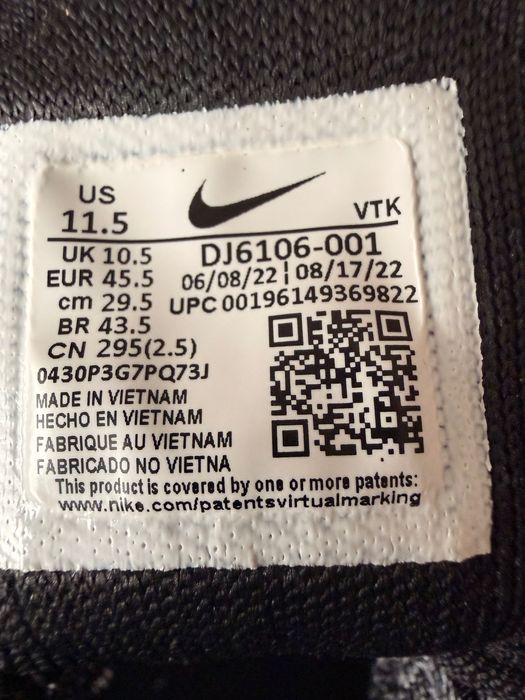 US
11.5
VTK
UK 10.5
DJ6106-001
EUR 45.5
06/08/22 | 08/17/22
cm 29.5
UPC 00196149369822
BR 43.5
CN 295(2.5)
0430P3G7PQ73J
MADE IN VIETNAM
HECHO EN VIETNAM
FABRIQUE AU VIETNAM
FABRICADO NO VIETNA
This product is covered by one or more patents:
www.nike.com/patentsvirtualmarking